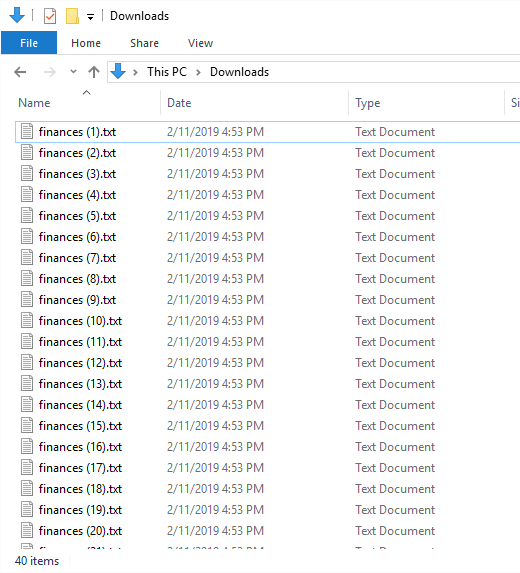 Downloads
File Home Share View
This PC Downloads
Name Date Type Si
finances (1).txt 2/11/2019 4:53 PM Text Document
finances (2).txt 2/11/2019 4:53 PM Text Document
finances (3).txt 2/11/2019 4:53 PM Text Document
finances (4).txt 2/11/2019 4:53 PM Text Document
finances (5).txt 2/11/2019 4:53 PM Text Document
finances (6).txt 2/11/2019 4:53 PM Text Document
finances (7).txt 2/11/2019 4:53 PM Text Document
finances (8).txt 2/11/2019 4:53 PM Text Document
finances (9).txt 2/11/2019 4:53 PM Text Document
finances (10).txt 2/11/2019 4:53 PM Text Document
finances (11).txt 2/11/2019 4:53 PM Text Document
finances (12).txt 2/11/2019 4:53 PM Text Document
finances (13).txt 2/11/2019 4:53 PM Text Document
finances (14).txt 2/11/2019 4:53 PM Text Document
finances (15).txt 2/11/2019 4:53 PM Text Document
finances (16).txt 2/11/2019 4:53 PM Text Document
finances (17).txt 2/11/2019 4:53 PM Text Document
finances (18).txt 2/11/2019 4:53 PM Text Document
finances (19).txt 2/11/2019 4:53 PM Text Document
finances (20).txt 2/11/2019 4:53 PM Text Document
finances (21).txt 2/11/2019 4:53 PM Text Document
40 items